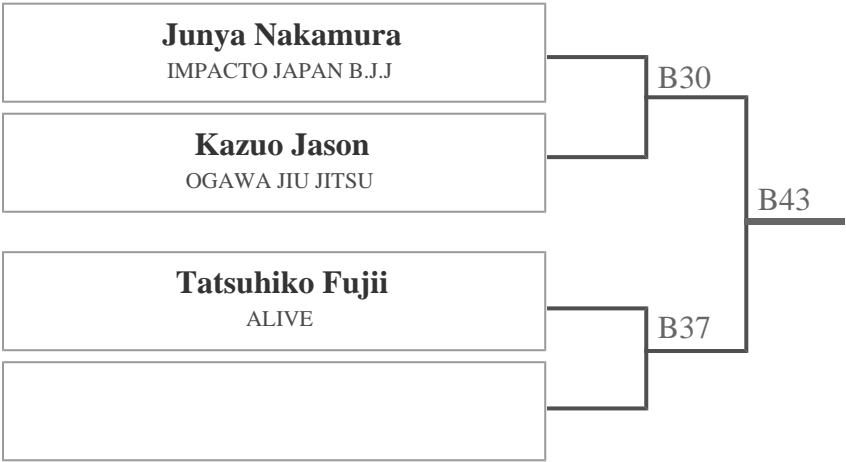 Junya Nakamura
IMPACTO JAPAN B.J.J
B30
Kazuo Jason
OGAWA JIU JITSU
B43
Tatsuhiko Fujii
ALIVE
B37